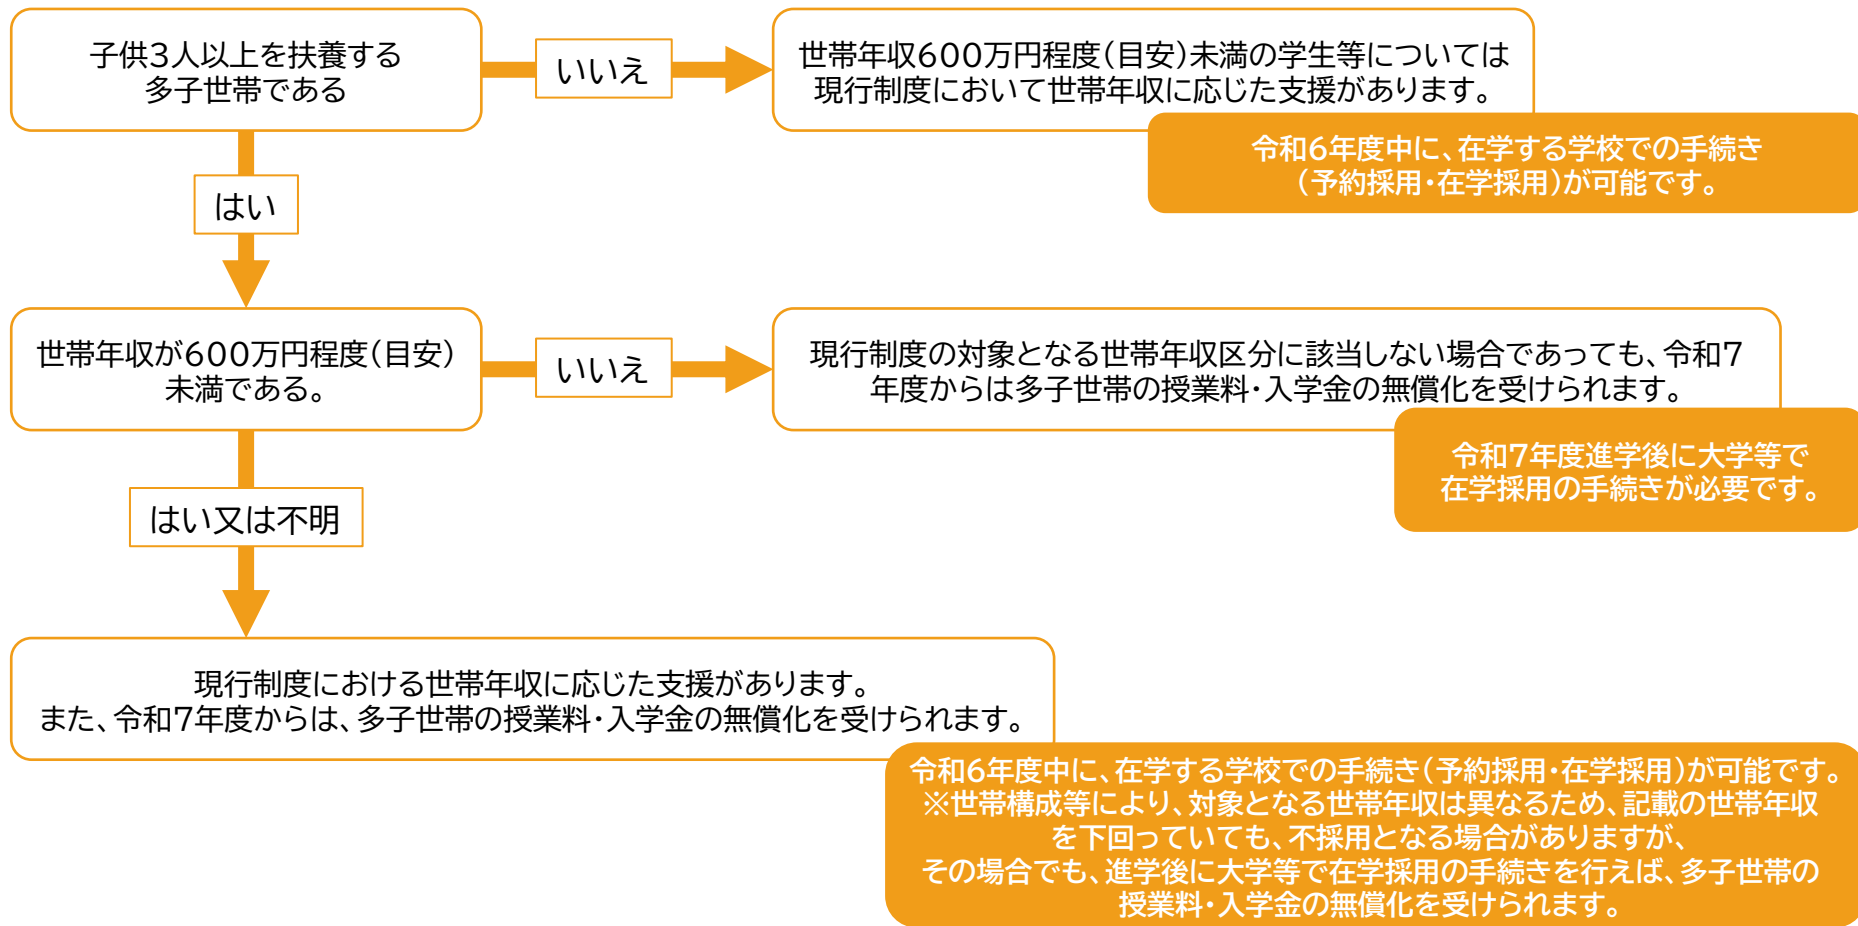 子供3人以上を扶養する
多子世帯である
いいえ
世帯年収600万円程度(目安)未満の学生等については
現行制度において世帯年収に応じた支援があります。
令和6年度中に、在学する学校での手続き
(予約採用・在学採用)が可能です。
はい
世帯年収が600万円程度(目安)
未満である。
いいえ
現行制度の対象となる世帯年収区分に該当しない場合であっても、令和7
年度からは多子世帯の授業料・入学金の無償化を受けられます。
令和7年度進学後に大学等で
在学採用の手続きが必要です。
はい又は不明
現行制度における世帯年収に応じた支援があります。
また、令和7年度からは、多子世帯の授業料・入学金の無償化を受けられます。
令和6年度中に、在学する学校での手続き(予約採用・在学採用)が可能です。
※世帯構成等により、対象となる世帯年収は異なるため、記載の世帯年収
を下回っていても、不採用となる場合がありますが、
その場合でも、進学後に大学等で在学採用の手続きを行えば、多子世帯の
授業料・入学金の無償化を受けられます。